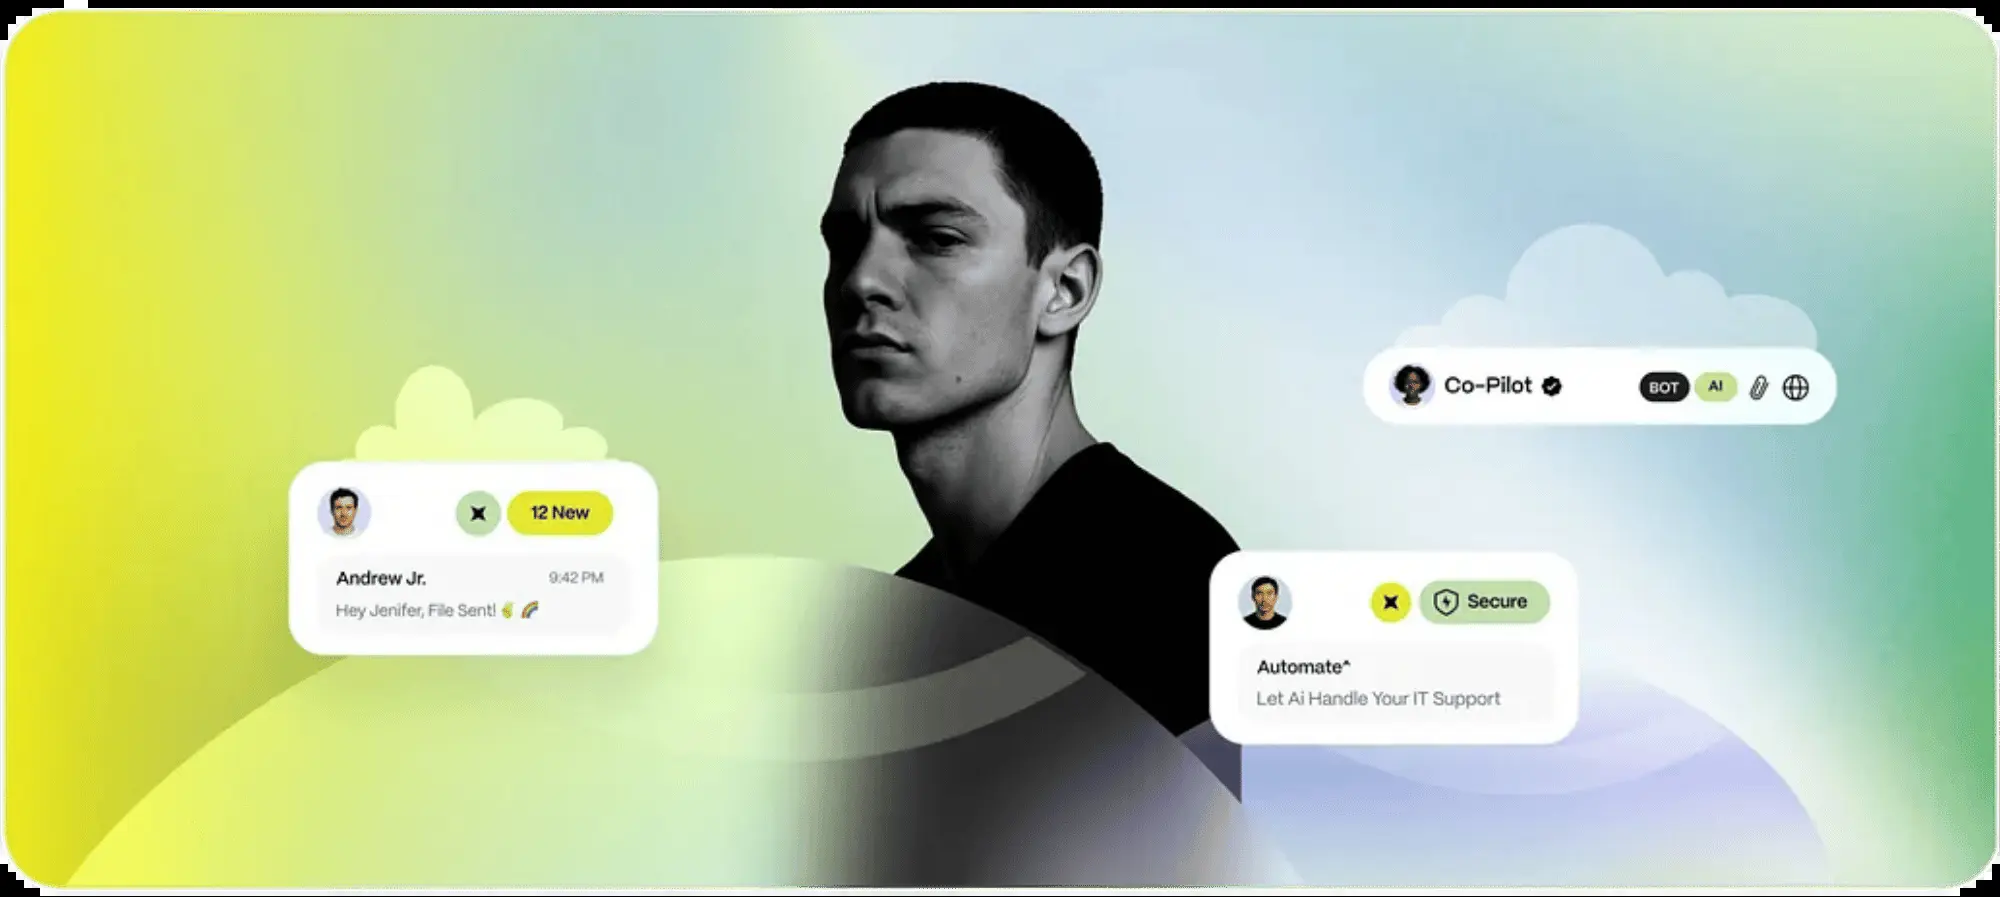 Co-Pilot
BOT
AI
12 New
Andrew Jr.
9:42 PM
Hey Jenifer, File Sent! ✌️ 🌈
Secure
Automate^
Let Ai Handle Your IT Support